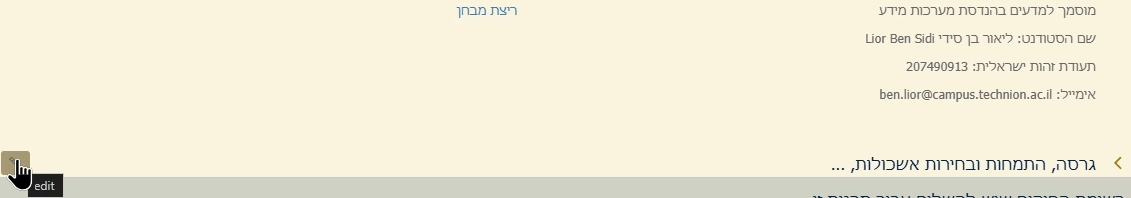 מוסמך למדעים בהנדסת מערכות מידע
ריצת מבחן
שם הסטודנט: ליאור בן סידי Lior Ben Sidi
תעודת זהות ישראלית: 207490913
אימייל: ben.lior@campus.technion.ac.il
גרסה, התמחות ובחירות אשכולות, ...
edit